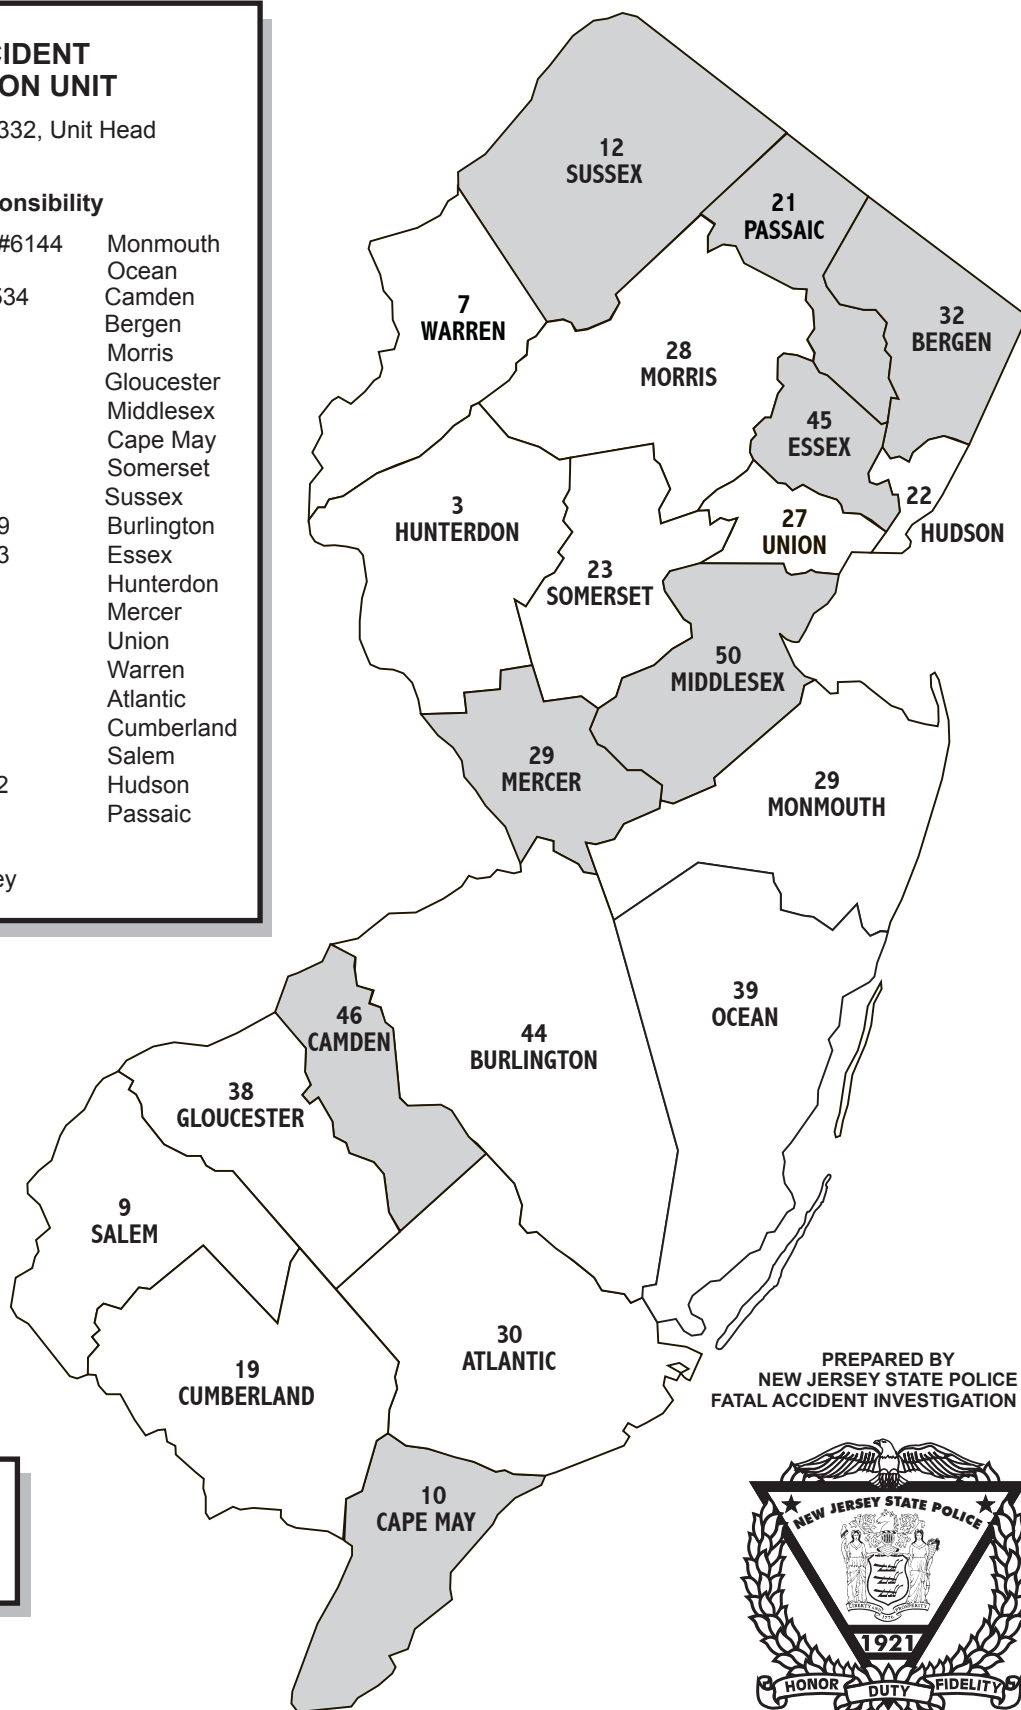 CIDENT
ON UNIT
332, Unit Head
onsibility
#6144 Monmouth
Ocean
534 Camden
Bergen
Morris
Gloucester
Middlesex
Cape May
Somerset
Sussex
9 Burlington
3 Essex
Hunterdon
Mercer
Union
Warren
Atlantic
Cumberland
Salem
2 Hudson
Passaic
ey
12
SUSSEX
21
PASSAIC
7
WARREN
32
BERGEN
28
MORRIS
45
ESSEX
22
HUDSON
3
HUNTERDON
27
UNION
23
SOMERSET
50
MIDDLESEX
29
MERCER
29
MONMOUTH
39
OCEAN
46
CAMDEN
44
BURLINGTON
38
GLOUCESTER
9
SALEM
30
ATLANTIC
19
CUMBERLAND
10
CAPE MAY
PREPARED BY
NEW JERSEY STATE POLICE
FATAL ACCIDENT INVESTIGATION
NEW JERSEY STATE POLICE
LIBERTY AND PROSPERITY
1776
1921
HONOR DUTY FIDELITY